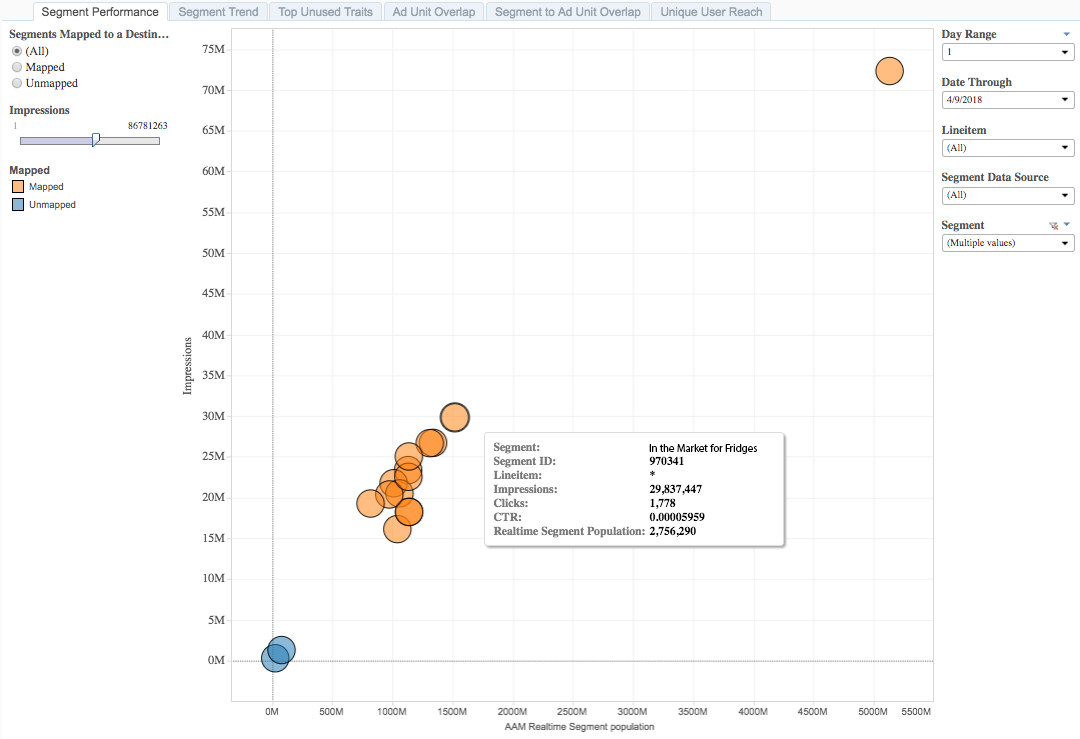 Segment Performance
Segment Trend
Top Unused Traits
Ad Unit Overlap
Segment to Ad Unit Overlap
Unique User Reach
Segments Mapped to a Destin...
(All)
Mapped
Unmapped
Impressions
1 86781263
Mapped
Mapped
Unmapped
Impressions
75M
70M
65M
60M
55M
50M
45M
40M
35M
30M
25M
20M
15M
10M
5M
0M
Segment: In the Market for Fridges
Segment ID: 970341
Lineitem: *
Impressions: 29,837,447
Clicks: 1,778
CTR: 0.00005959
Realtime Segment Population: 2,756,290
0M 500M 1000M 1500M 2000M 2500M 3000M 3500M 4000M 4500M 5000M 5500M
AAM Realtime Segment population
Day Range
1
Date Through
4/9/2018
Lineitem
(All)
Segment Data Source
(All)
Segment
(Multiple values)